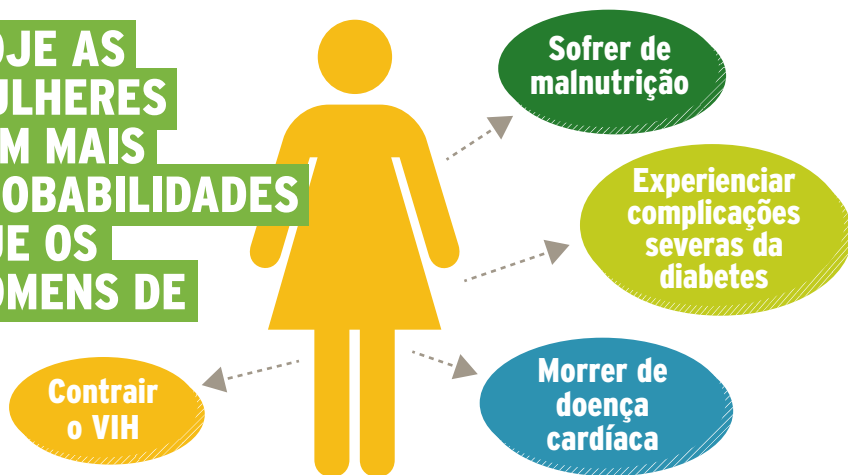 OJE AS
ULHERES
M MAIS
OBABILIDADES
UE OS
OMENS DE
Sofrer de
malnutrição
Experienciar
complicações
severas da
diabetes
Morrer de
doença
cardíaca
Contrair
o VIH